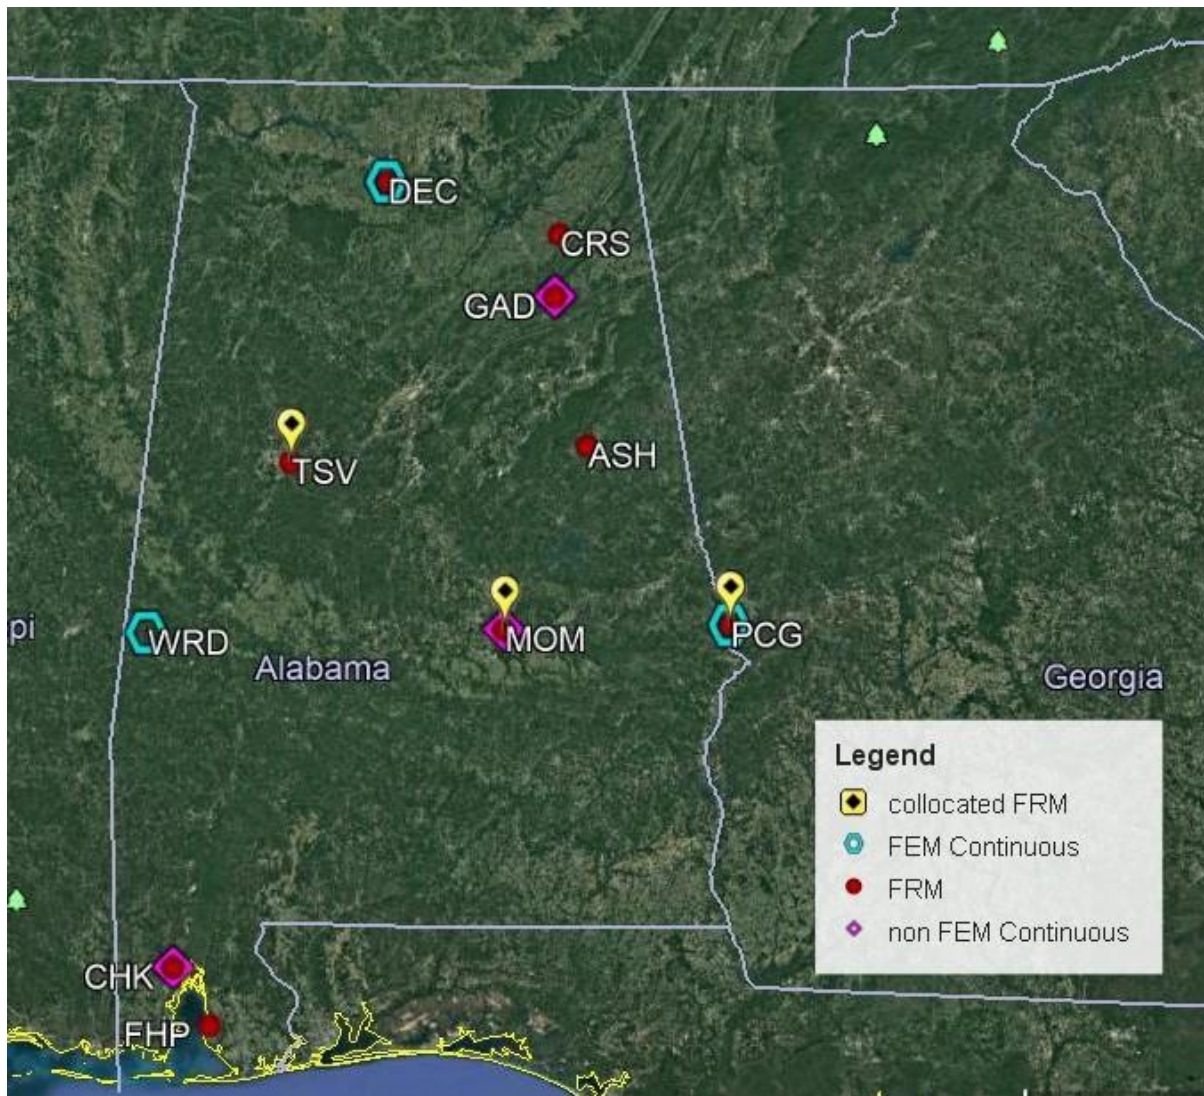 DEC
CRS
GAD
TSV
ASH
pi
WRD
MOM
PCG
Alabama
Georgia
Legend
collocated FRM
FEM Continuous
FRM
non FEM Continuous
CHK
FHP